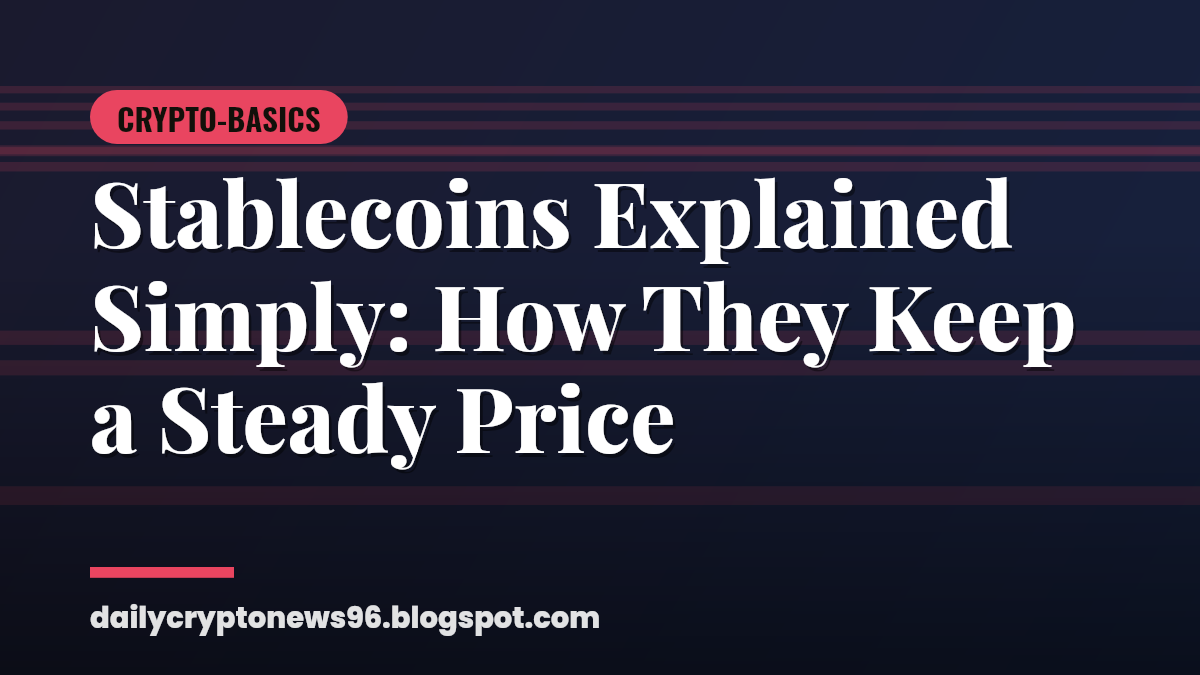 CRYPTO-BASICS
Stablecoins Explained
Simply: How They Keep
a Steady Price
dailycryptonews96.blogspot.com